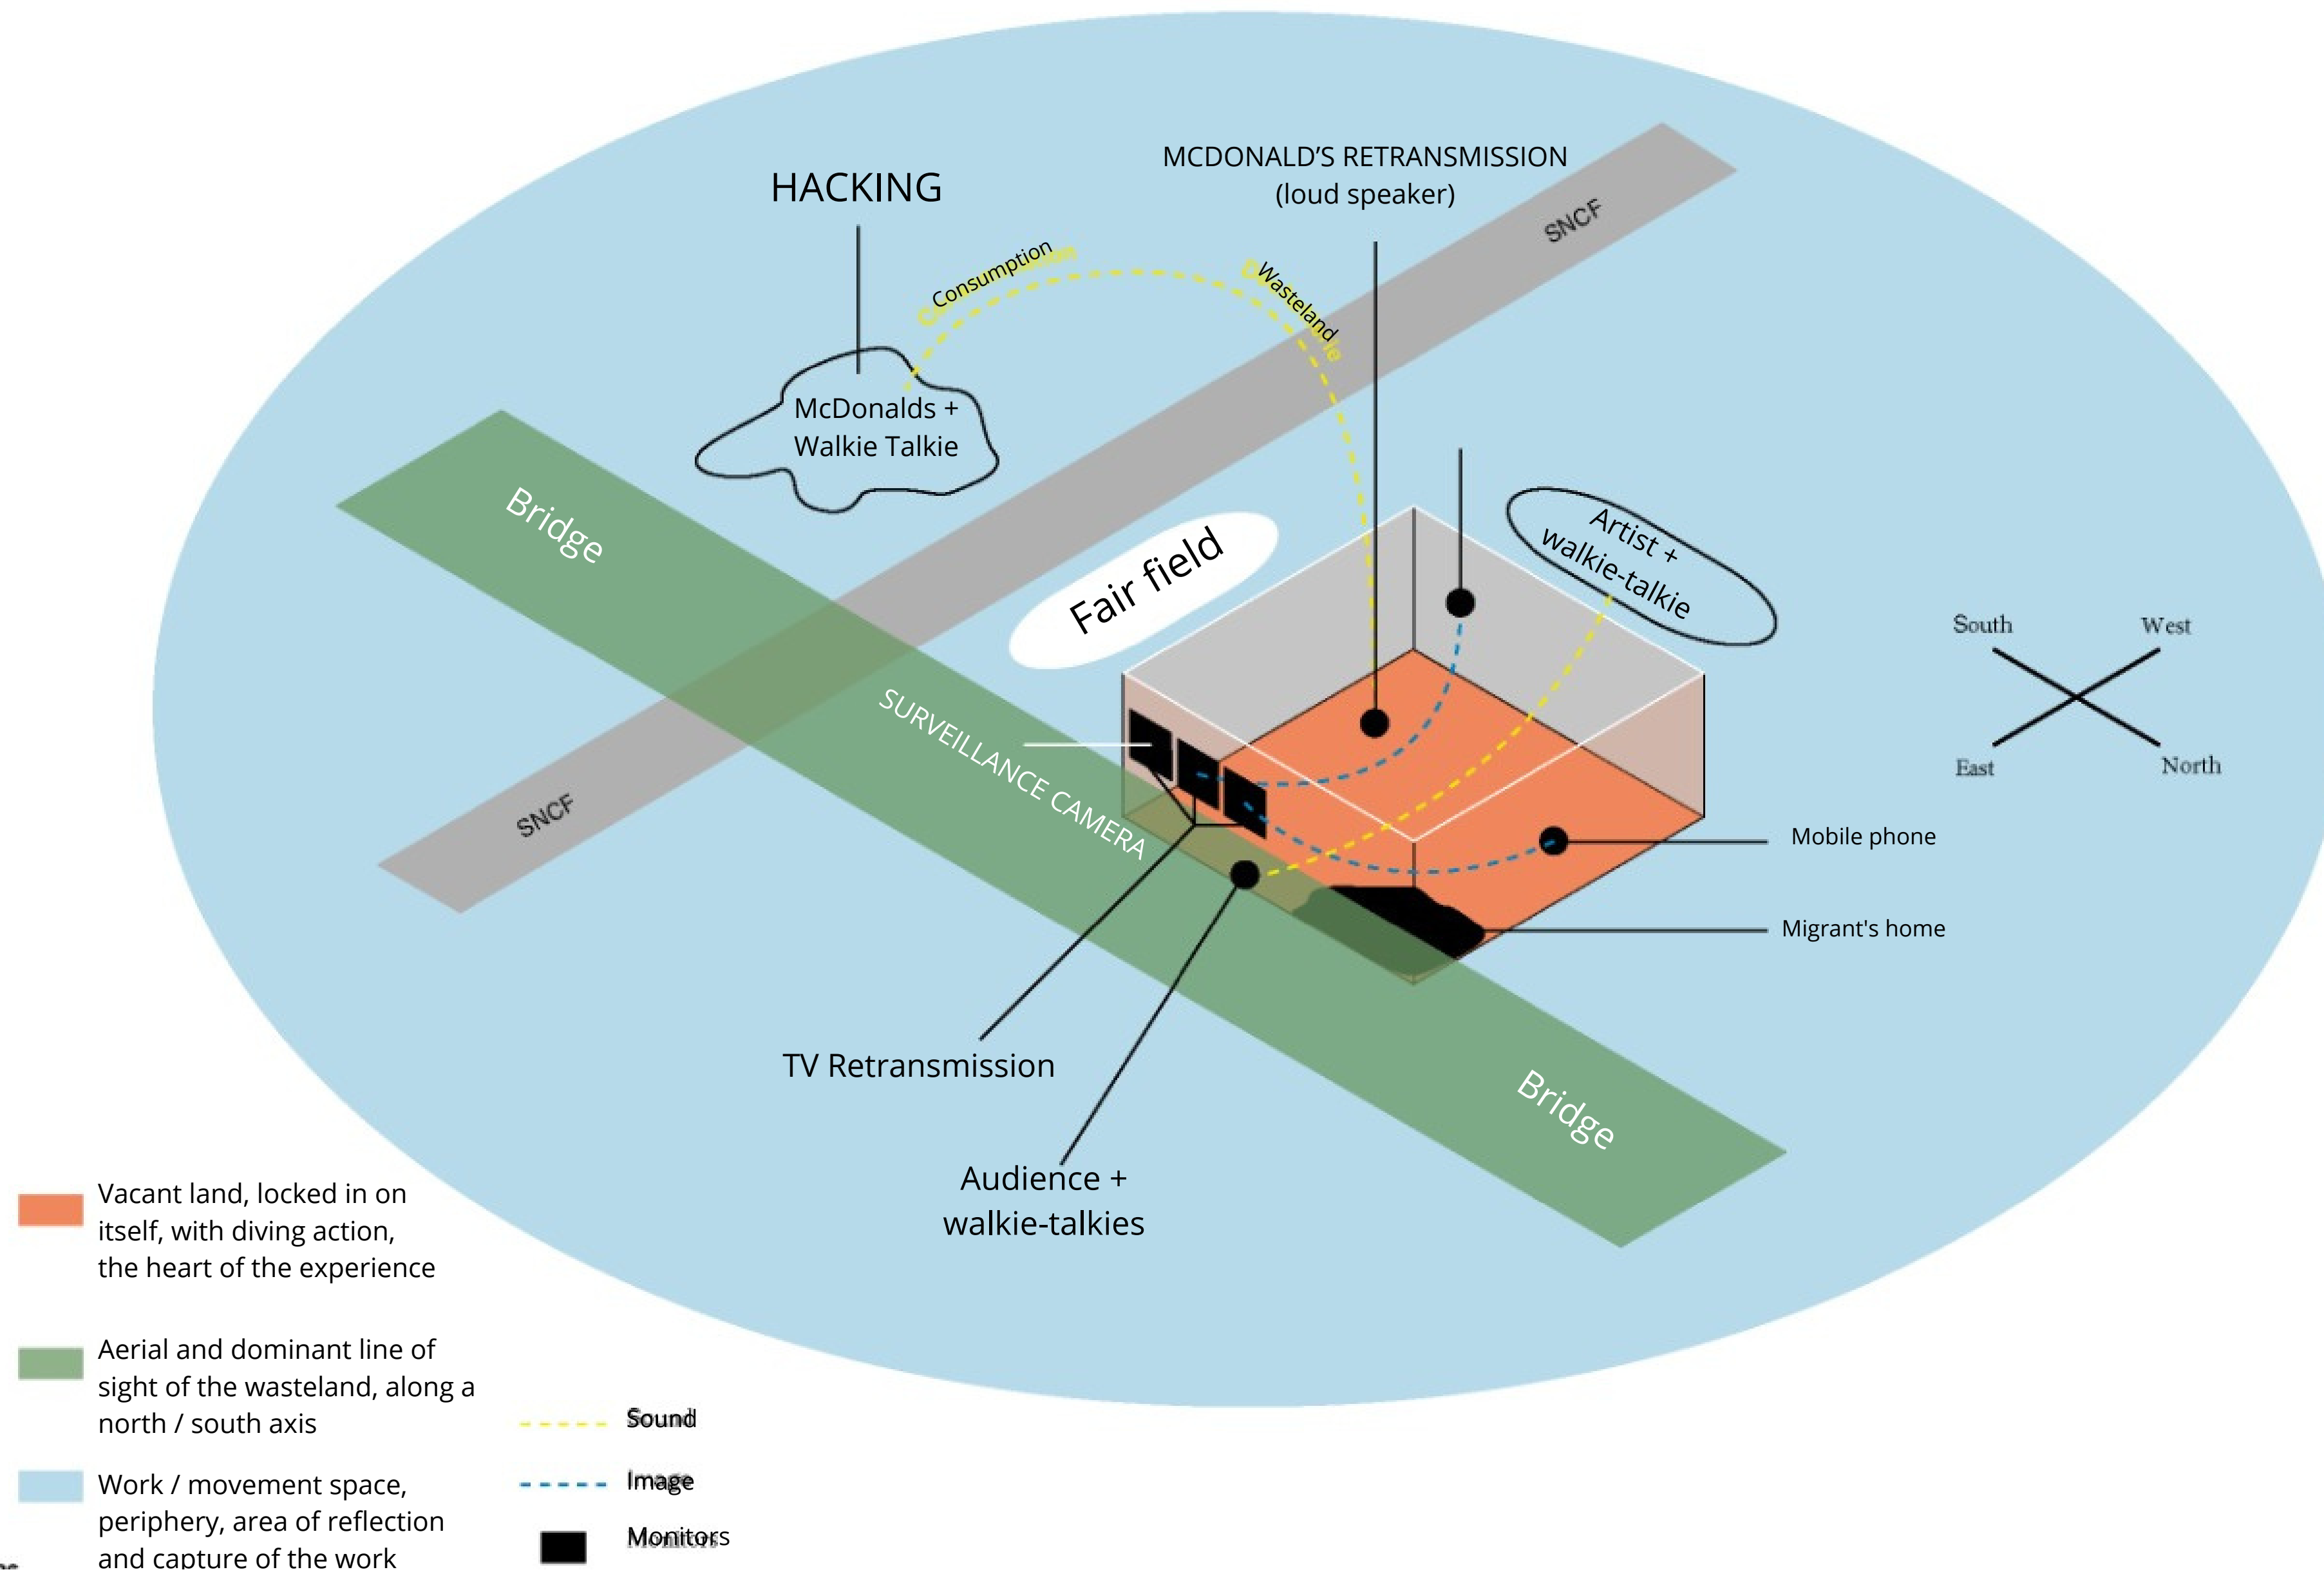 HACKING
MCDONALD’S RETRANSMISSION
(loud speaker)
SNCF
Consumption
Wasteland
McDonalds +
Walkie Talkie
Bridge
Fair field
Artist +
walkie-talkie
South
West
East
North
SURVEILLANCE CAMERA
SNCF
Mobile phone
Migrant's home
TV Retransmission
Bridge
Audience +
walkie-talkies
Vacant land, locked in on
itself, with diving action,
the heart of the experience
Aerial and dominant line of
sight of the wasteland, along a
north / south axis
Work / movement space,
periphery, area of reflection
and capture of the work
Sound
Image
Monitors